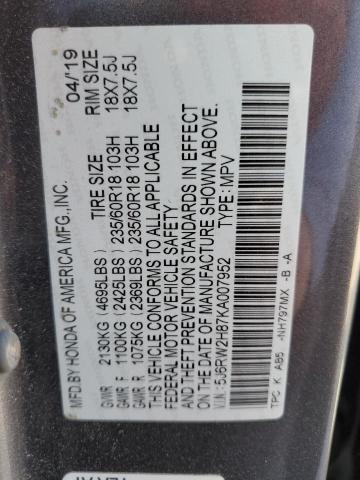 MFD.BY HONDA OF AMERICA MFG., INC. 04/'19
TIRE SIZE RIM SIZE
GVWR 2130KG (4695LBS)
GAWR F 1100KG (2425LBS) 235/60R18 103H 18X7.5J
GAWR R 1075KG (2369LBS) 235/60R18 103H 18X7.5J
THIS VEHICLE CONFORMS TO ALL APPLICABLE
FEDERAL MOTOR VEHICLE SAFETY
AND THEFT PREVENTION STANDARDS IN EFFECT
ON THE DATE OF MANUFACTURE SHOWN ABOVE.
V.I.N.: 5J6RW2H87KA007952 TYPE: MPV
TPC K AB5 -NH797MX -B -A